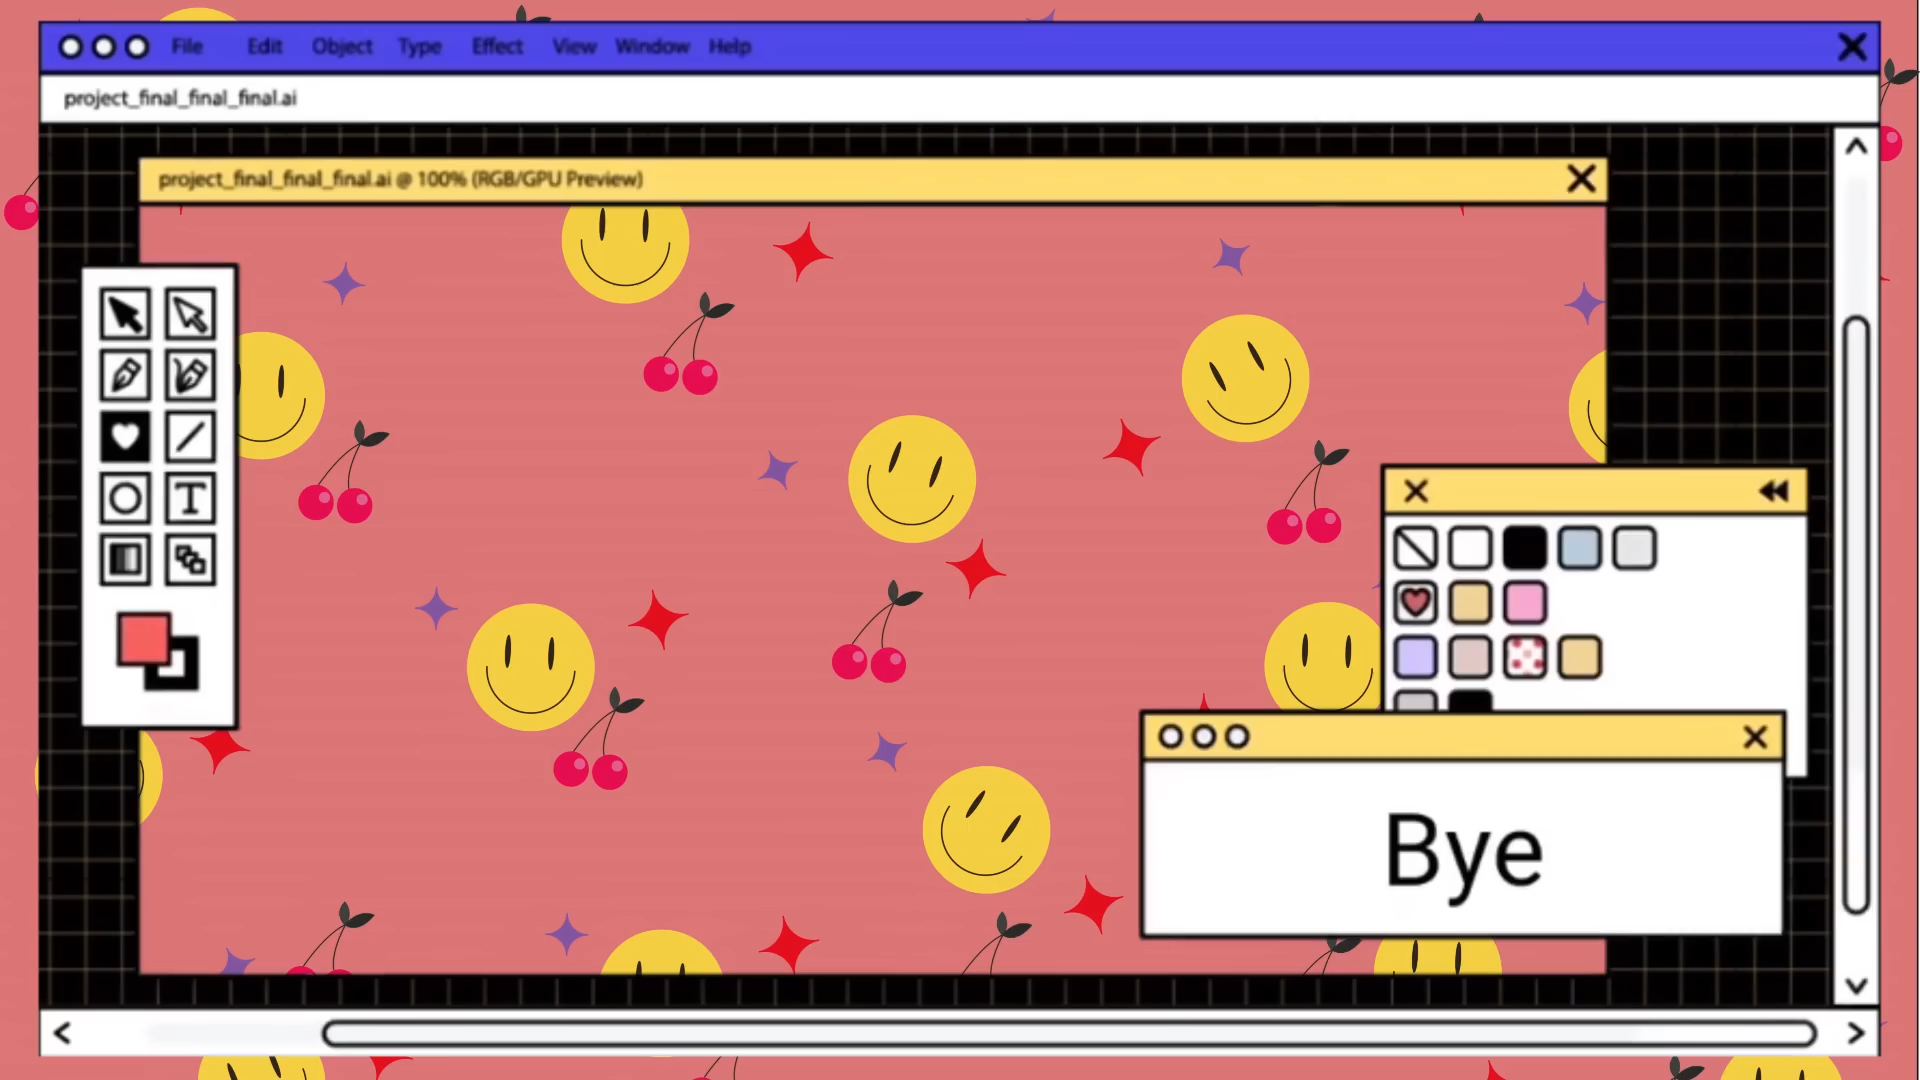 File Edit Object Type Effect View Window Help
project_final_final_final.ai
project_final_final_final.ai @ 100% (RGB/GPU Preview)
T
Bye